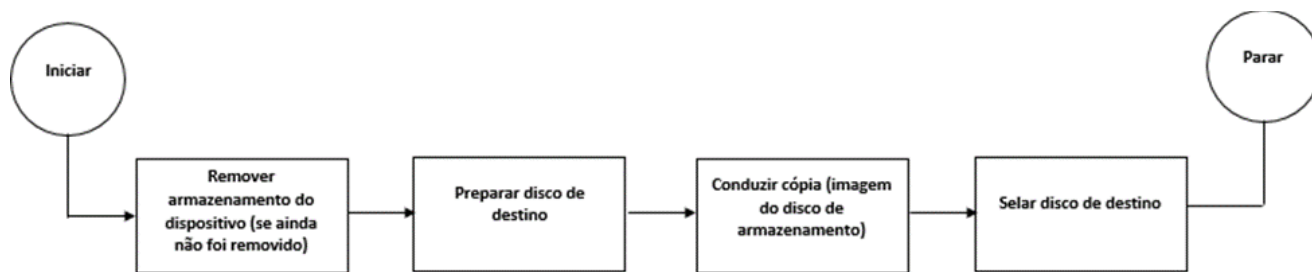 Iniciar
Remover
armazenamento do
dispositivo (se ainda
não foi removido)
Preparar disco de
destino
Conduzir cópia (imagem
do disco de
armazenamento)
Selar disco de destino
Parar